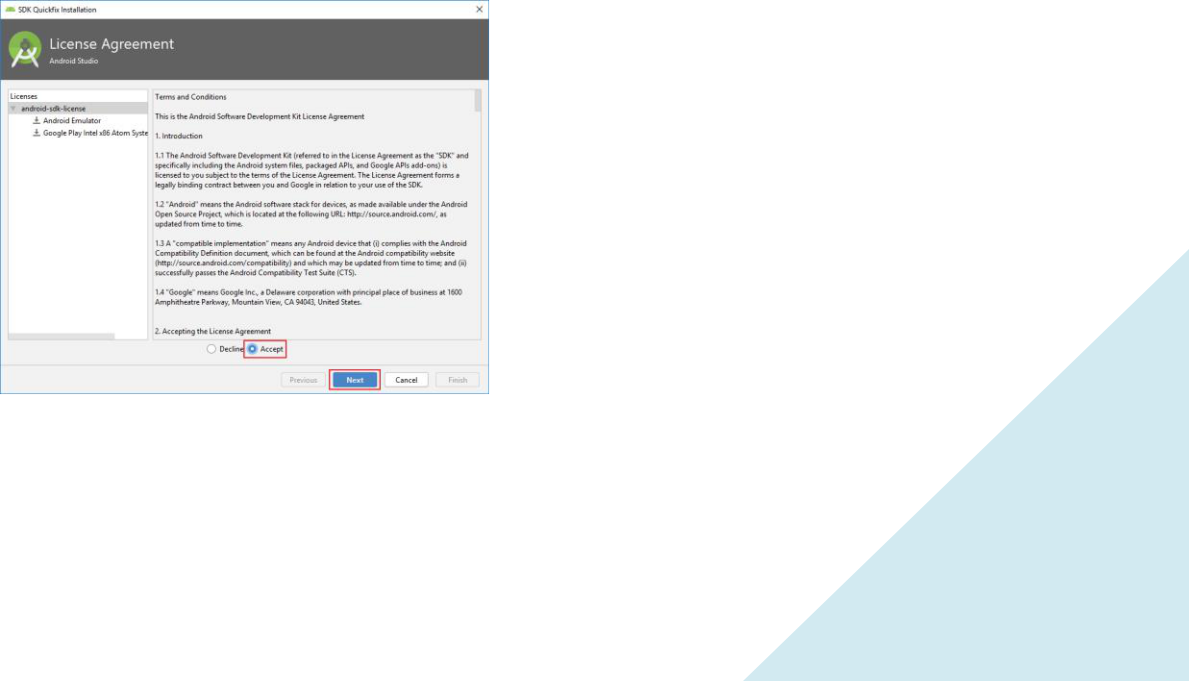 SDK Quickfix Installation
License Agreement
Android Studio
Licenses
android-sdk-license
Android Emulator
Google Play Intel x86 Atom Syste
Terms and Conditions
This is the Android Software Development Kit License Agreement
1. Introduction
1.1 The Android Software Development Kit (referred to in the License Agreement as the "SDK" and
specifically including the Android system files, packaged APIs, and Google APIs add-ons) is
licensed to you subject to the terms of the License Agreement. The License Agreement forms a
legally binding contract between you and Google in relation to your use of the SDK.
1.2 "Android" means the Android software stack for devices, as made available under the Android
Open Source Project, which is located at the following URL: http://source.android.com/, as
updated from time to time.
1.3 A "compatible implementation" means any Android device that (i) complies with the Android
Compatibility Definition document, which can be found at the Android compatibility website
(http://source.android.com/compatibility) and which may be updated from time to time; and (ii)
successfully passes the Android Compatibility Test Suite (CTS).
1.4 "Google" means Google Inc., a Delaware corporation with principal place of business at 1600
Amphitheatre Parkway, Mountain View, CA 94043, United States.
2. Accepting the License Agreement
Decline Accept
Previous Next Cancel Finish